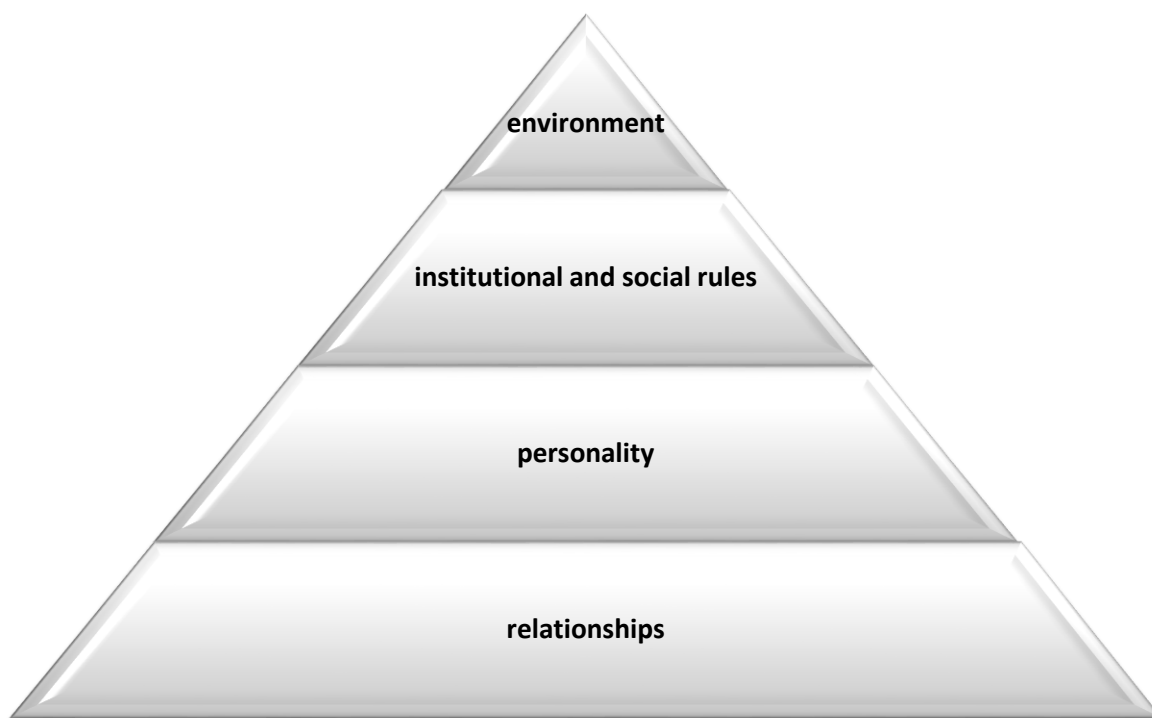 environment
institutional and social rules
personality
relationships